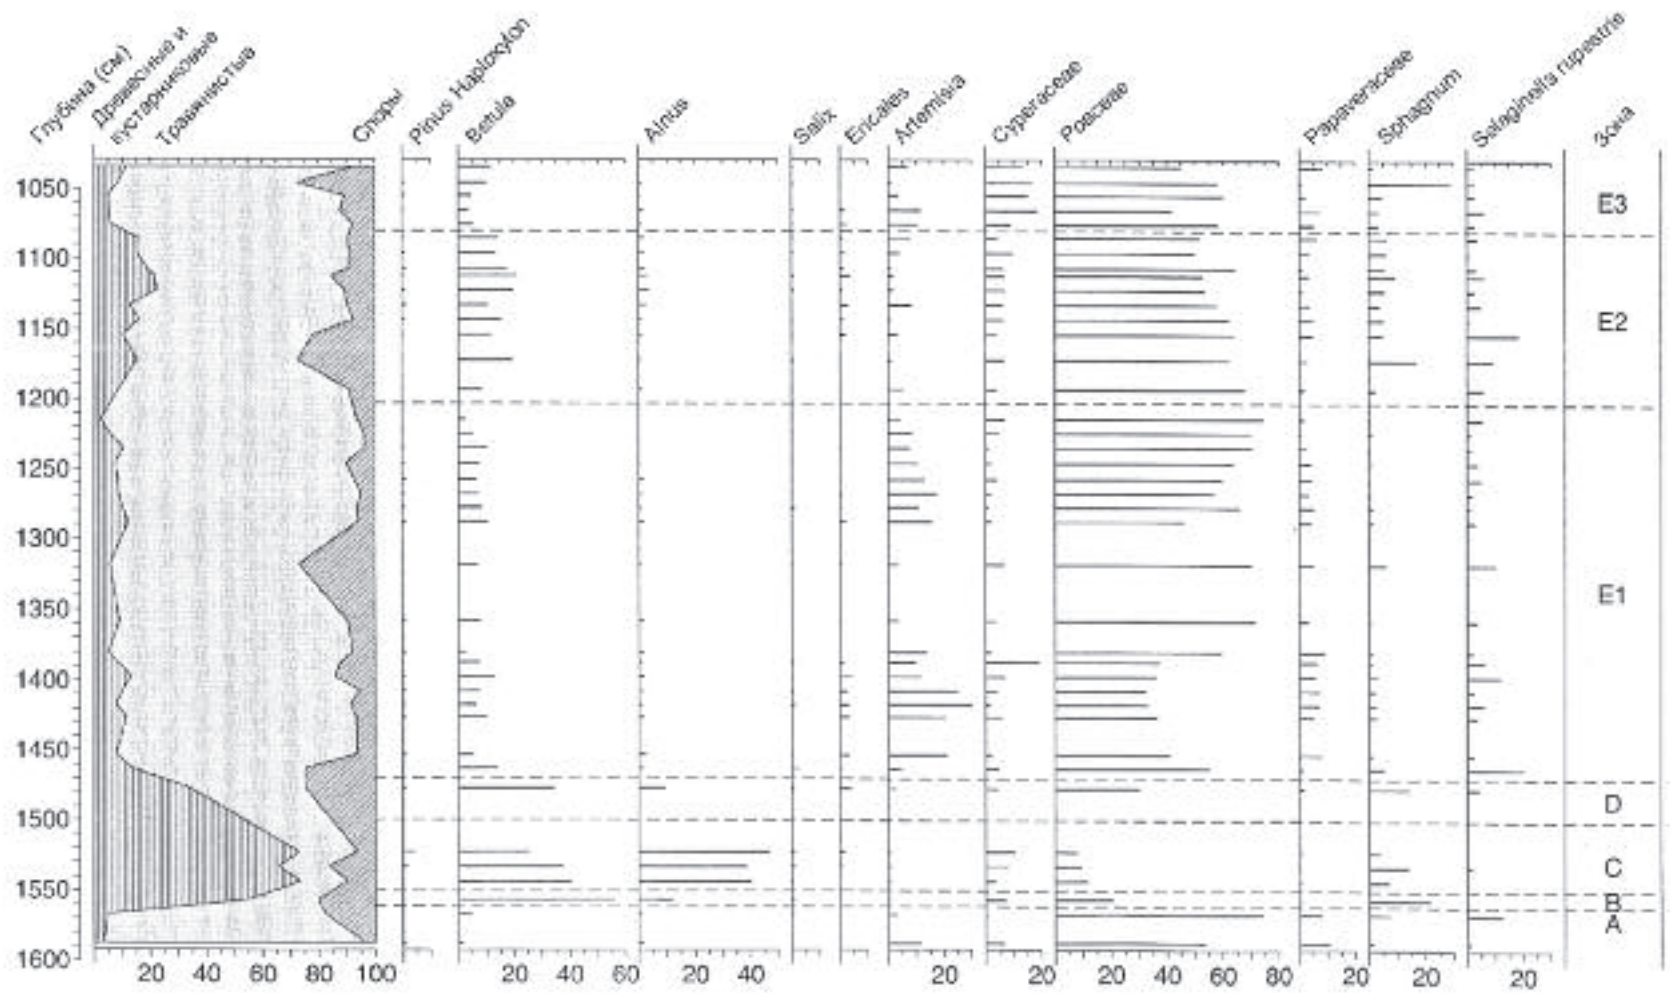 Глубина (см)
Древесные и
кустарниковые
Травянистые
Споры
Pinus Haploxylon
Betula
Alnus
Salix
Ericales
Artemisia
Cyperaceae
Poaceae
Papaveraceae
Sphagnum
Selaginella rupestris
Зона
1050
1100
1150
1200
1250
1300
1350
1400
1450
1500
1550
1600
E3
E2
E1
D
C
B
A
20 40 60 80 100 20 40 60 20 40 20 20 20 40 60 80 20 20 20